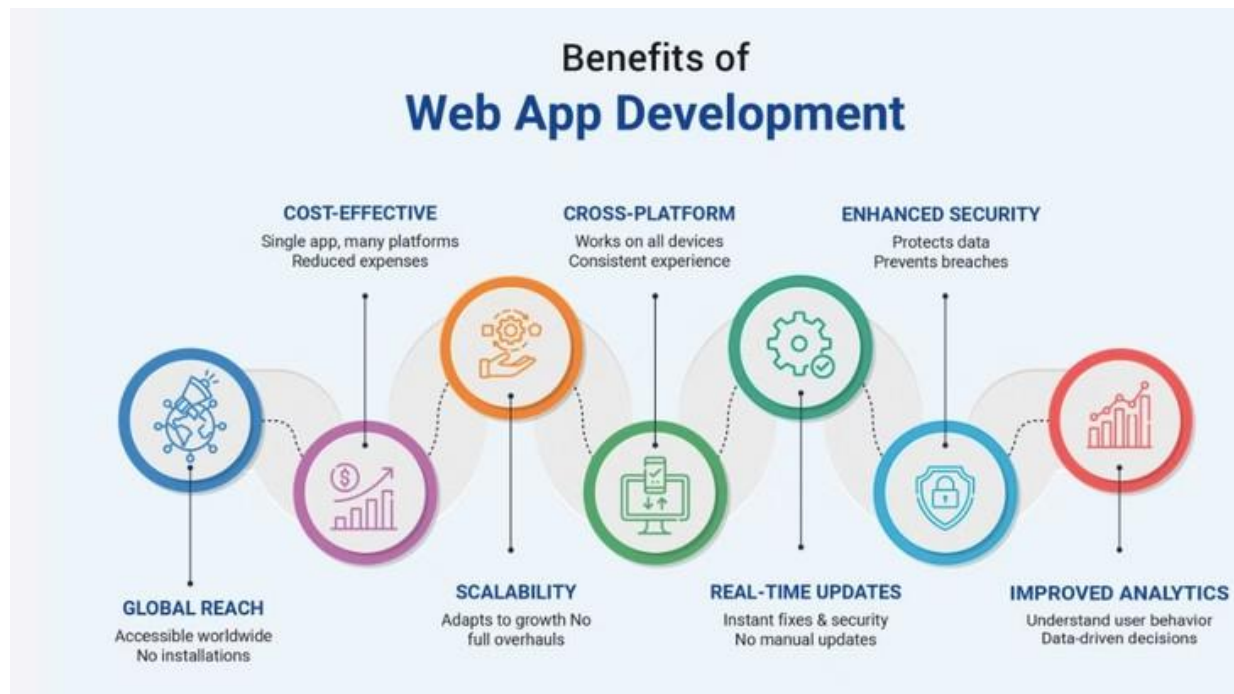 Benefits of
Web App Development
COST-EFFECTIVE
Single app, many platforms
Reduced expenses
CROSS-PLATFORM
Works on all devices
Consistent experience
ENHANCED SECURITY
Protects data
Prevents breaches
GLOBAL REACH
Accessible worldwide
No installations
SCALABILITY
Adapts to growth No
full overhauls
REAL-TIME UPDATES
Instant fixes & security
No manual updates
IMPROVED ANALYTICS
Understand user behavior
Data-driven decisions